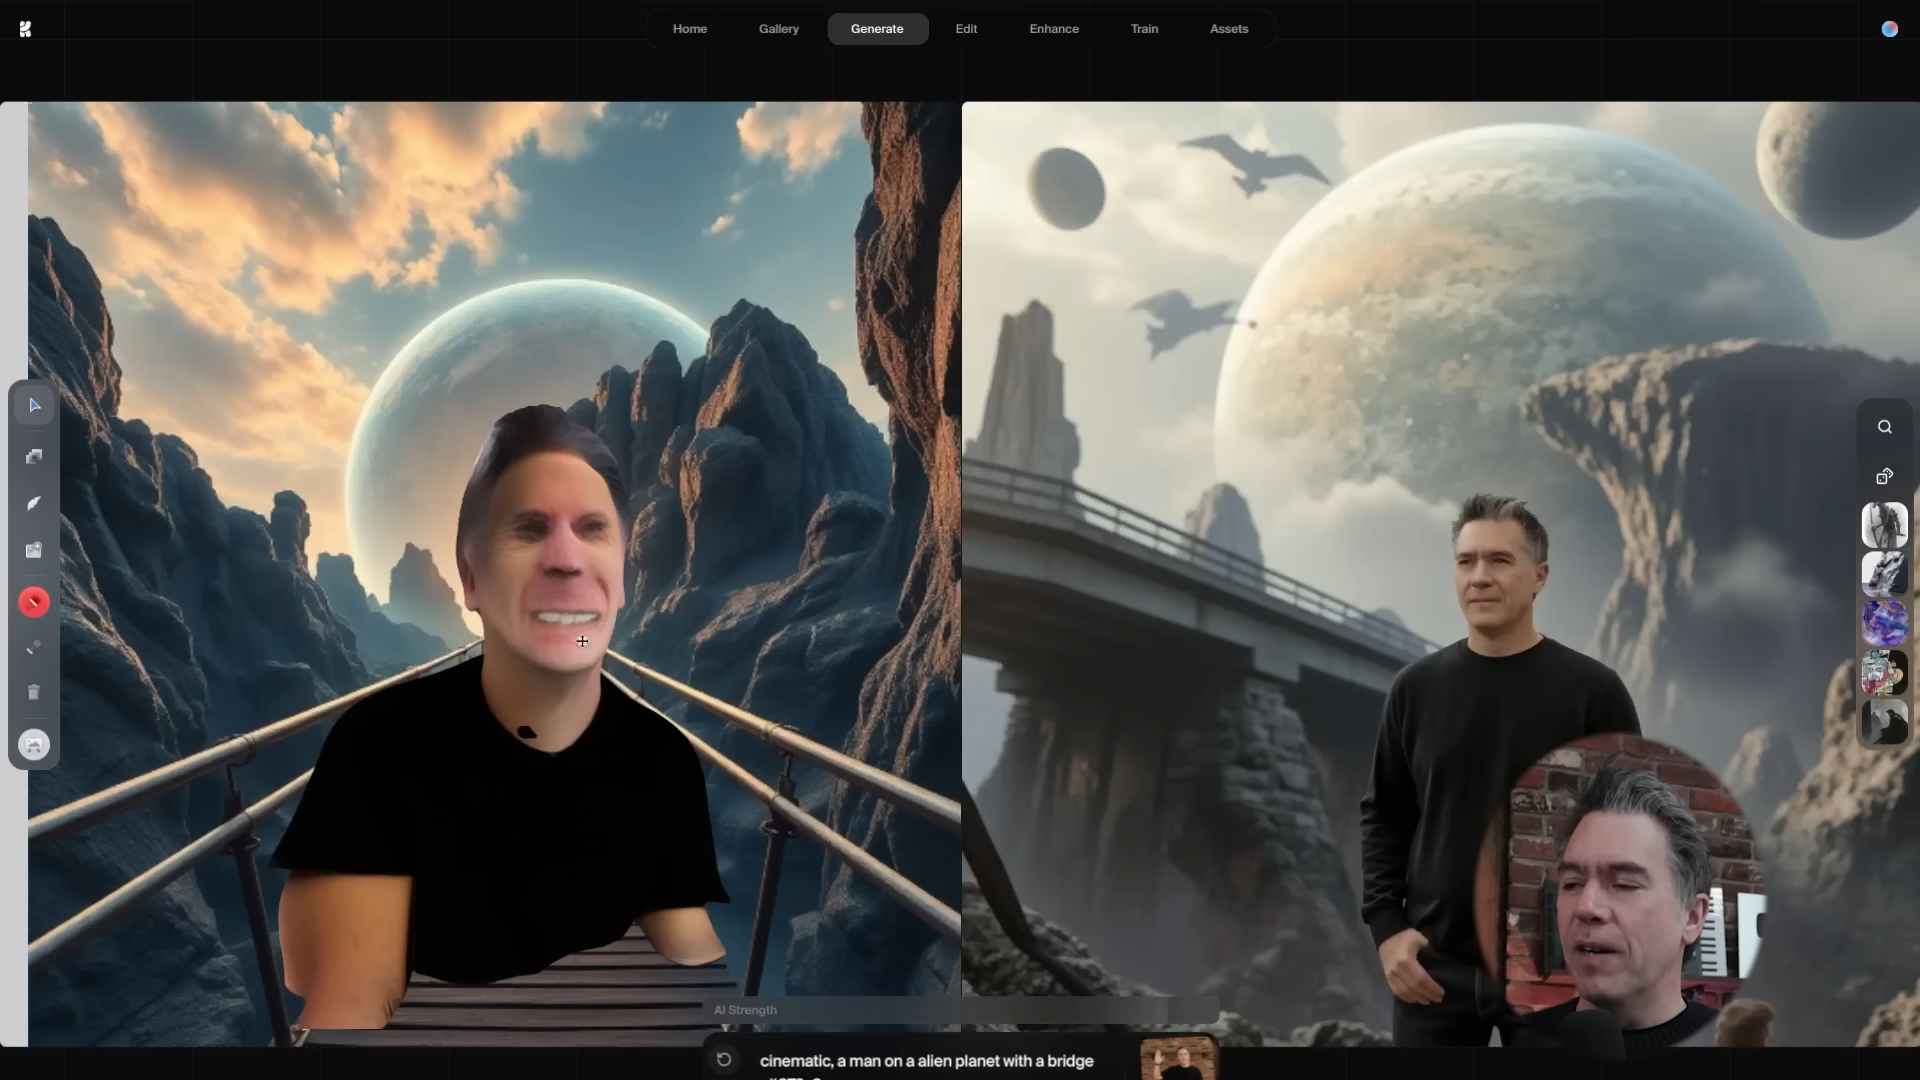 Home
Gallery
Generate
Edit
Enhance
Train
Assets
AI Strength
cinematic, a man on a alien planet with a bridge